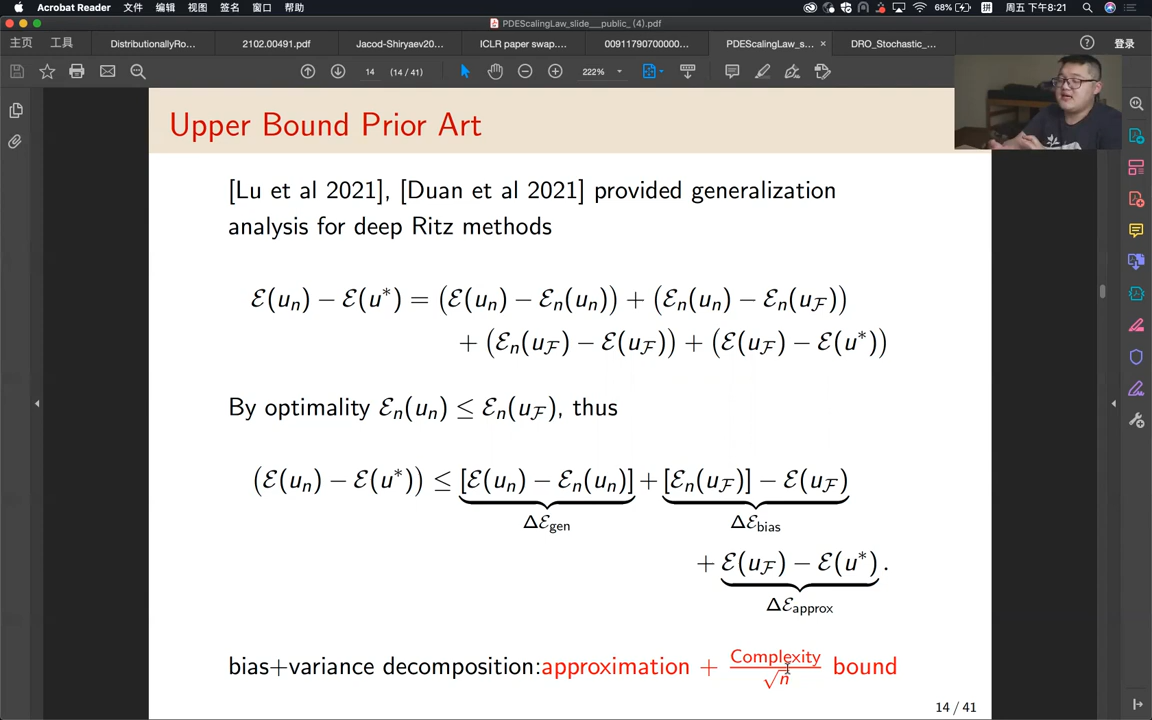 Acrobat Reader 文件 编辑 视图 签名 窗口 帮助 68% 拼 周五 下午8:21
PDEScalingLaw_slide___public_ (4).pdf
主页 工具 DistributionallyRo... 2102.00491.pdf Jacod-Shiryaev20... ICLR paper swap.... 00911790700000... PDEScalingLaw_s... × DRO_Stochastic_... 登录
14 (14 / 41) 222%
Upper Bound Prior Art
[Lu et al 2021], [Duan et al 2021] provided generalization
analysis for deep Ritz methods
ℰ(uₙ) − ℰ(u*) = (ℰ(uₙ) − ℰₙ(uₙ)) + (ℰₙ(uₙ) − ℰₙ(u_ℱ))
+ (ℰₙ(u_ℱ) − ℰ(u_ℱ)) + (ℰ(u_ℱ) − ℰ(u*))
By optimality ℰₙ(uₙ) ≤ ℰₙ(u_ℱ), thus
(ℰ(uₙ) − ℰ(u*)) ≤ [ℰ(uₙ) − ℰₙ(uₙ)] + [ℰₙ(u_ℱ)] − ℰ(u_ℱ)
Δℰ_gen Δℰ_bias
+ ℰ(u_ℱ) − ℰ(u*) .
Δℰ_approx
bias+variance decomposition:approximation + Complexity/√n bound
14 / 41